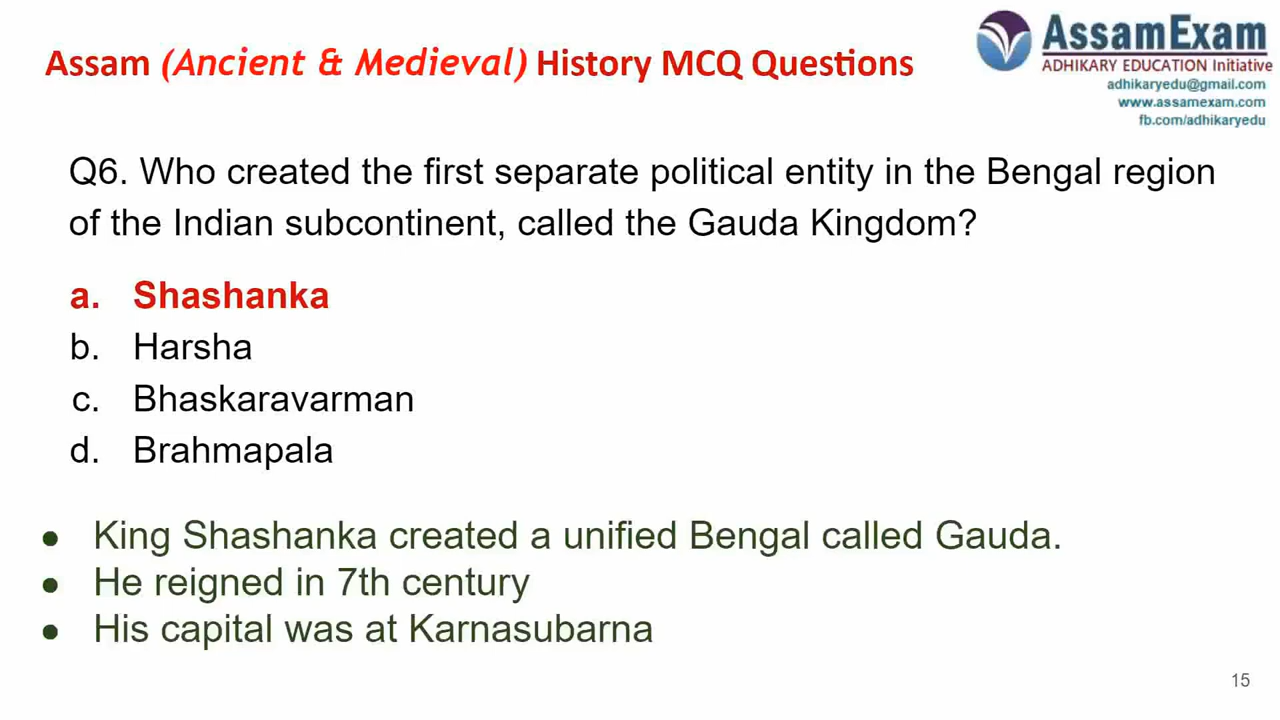 Assam (Ancient & Medieval) History MCQ Questions
AssamExam
ADHIKARY EDUCATION Initiative
adhikaryedu@gmail.com
www.assamexam.com
fb.com/adhikaryedu
Q6. Who created the first separate political entity in the Bengal region
of the Indian subcontinent, called the Gauda Kingdom?
a. Shashanka
b. Harsha
c. Bhaskaravarman
d. Brahmapala
● King Shashanka created a unified Bengal called Gauda.
● He reigned in 7th century
● His capital was at Karnasubarna
15